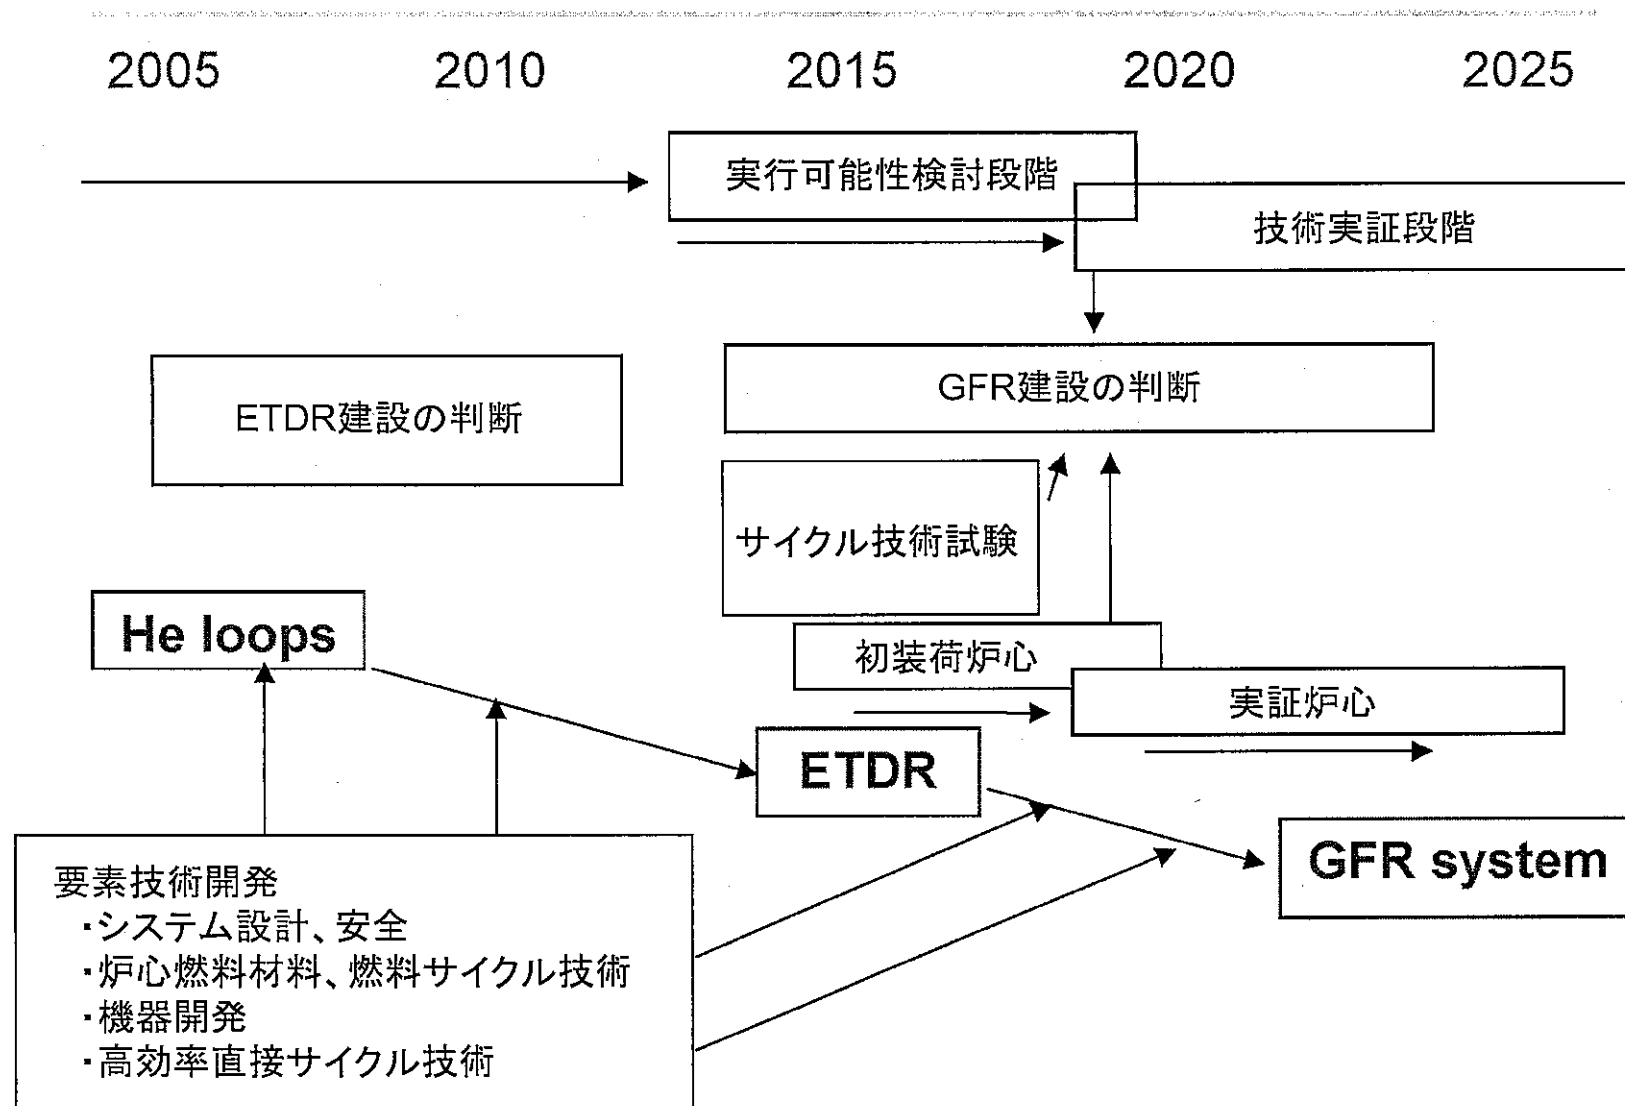 2005 2010 2015 2020 2025
実行可能性検討段階
技術実証段階
ETDR建設の判断
GFR建設の判断
サイクル技術試験
He loops
初装荷炉心
実証炉心
ETDR
GFR system
要素技術開発
・システム設計、安全
・炉心燃料材料、燃料サイクル技術
・機器開発
・高効率直接サイクル技術